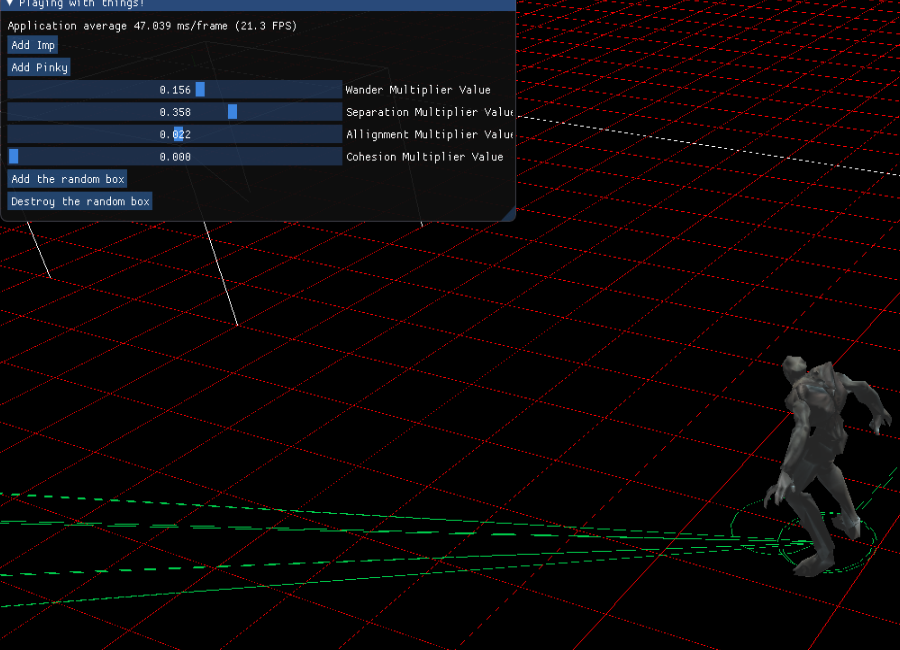 ▼ Playing with things!
Application average 47.039 ms/frame (21.3 FPS)
Add Imp
Add Pinky
0.156 Wander Multiplier Value
0.358 Separation Multiplier Valu
0.022 Allignment Multiplier Valu
0.000 Cohesion Multiplier Value
Add the random box
Destroy the random box